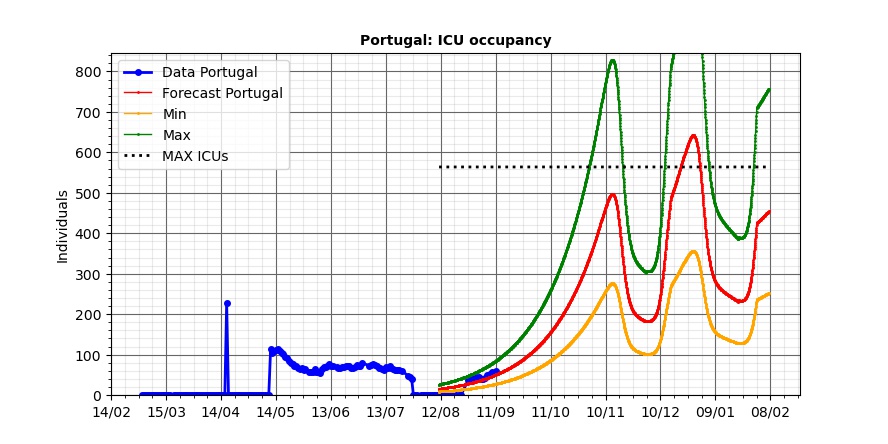 Portugal: ICU occupancy
Individuals
800
700
600
500
400
300
200
100
0
Data Portugal
Forecast Portugal
Min
Max
MAX ICUs
14/02 15/03 14/04 14/05 13/06 13/07 12/08 11/09 11/10 10/11 10/12 09/01 08/02